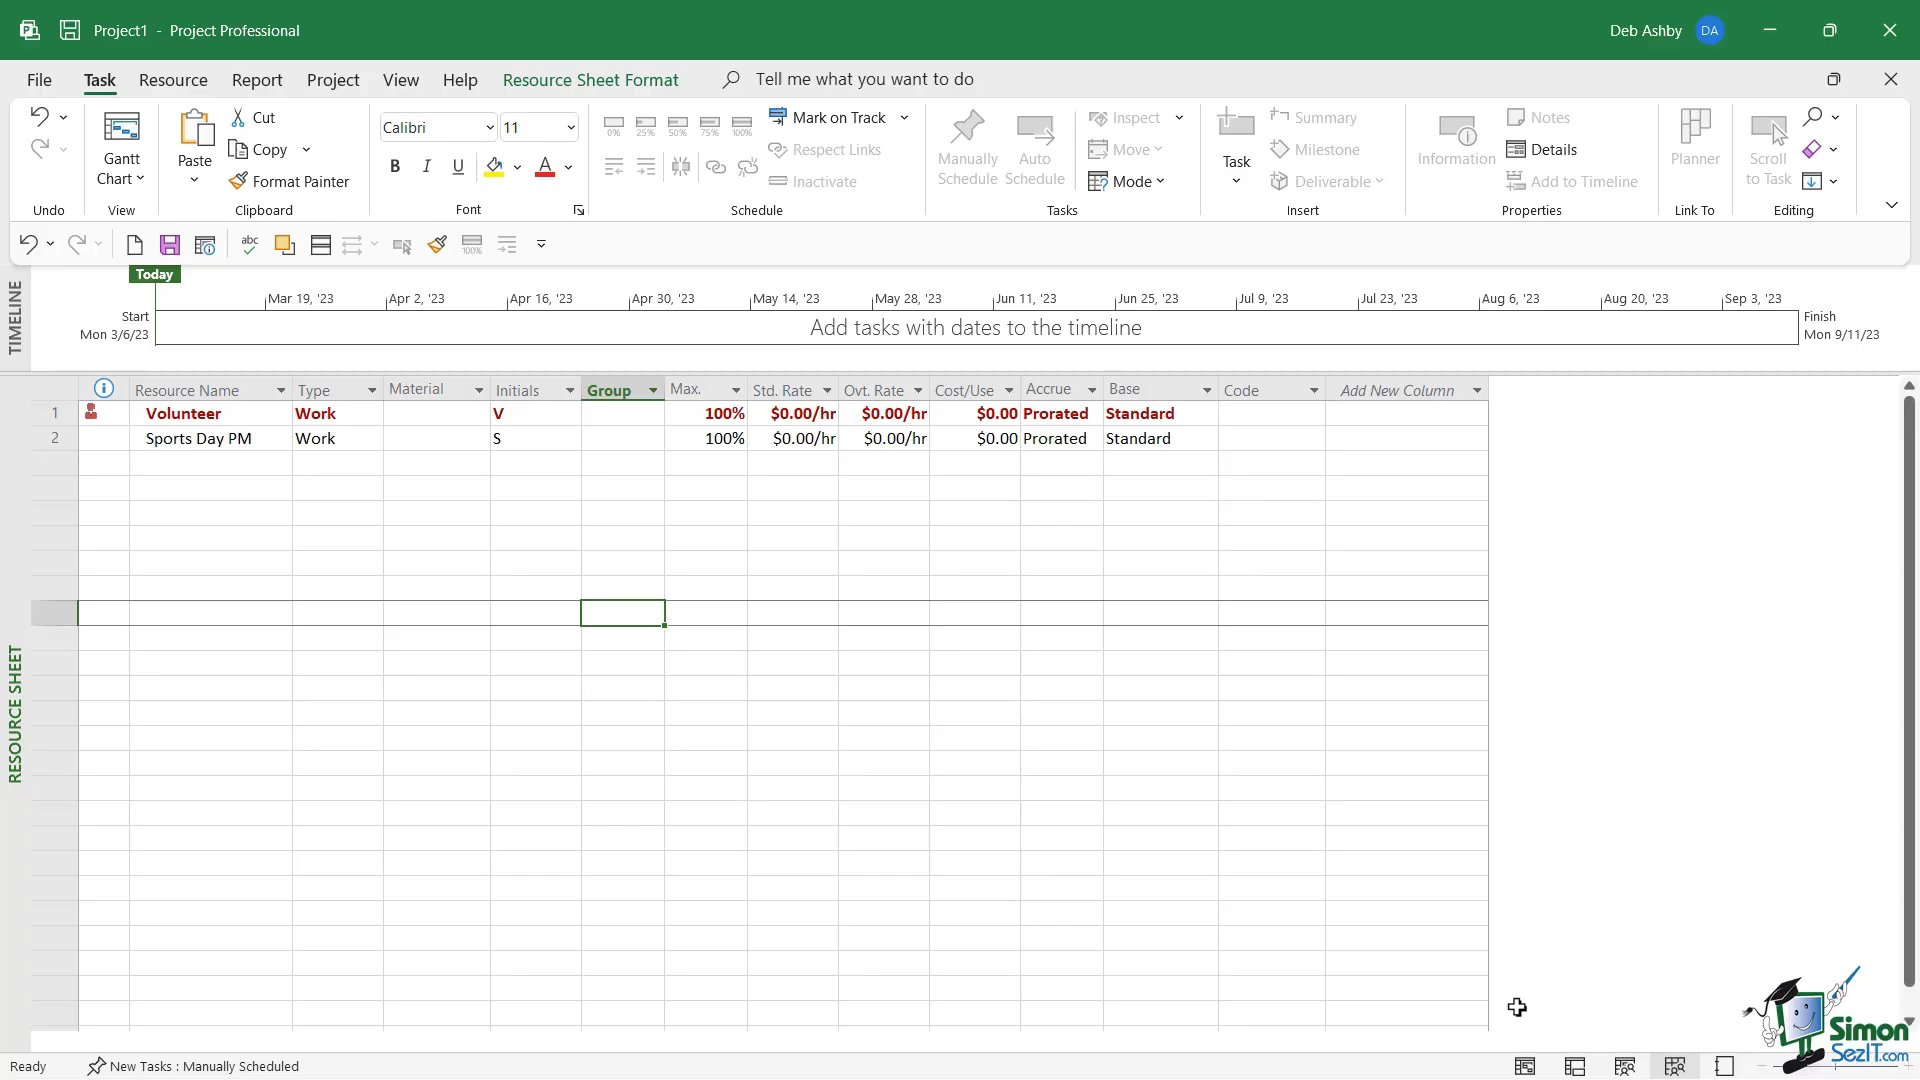 Project1 - Project Professional
Deb Ashby DA
File Task Resource Report Project View Help Resource Sheet Format Tell me what you want to do
Gantt Chart
Paste
Cut
Copy
Format Painter
Calibri 11
B I U A
0% 25% 50% 75% 100%
Mark on Track
Respect Links
Inactivate
Manually Schedule
Auto Schedule
Inspect
Move
Mode
Task
Summary
Milestone
Deliverable
Information
Notes
Details
Add to Timeline
Planner
Scroll to Task
Undo View Clipboard Font Schedule Tasks Insert Properties Link To Editing
abc 100%
TIMELINE
Today
Mar 19, '23 Apr 2, '23 Apr 16, '23 Apr 30, '23 May 14, '23 May 28, '23 Jun 11, '23 Jun 25, '23 Jul 9, '23 Jul 23, '23 Aug 6, '23 Aug 20, '23 Sep 3, '23
Start
Mon 3/6/23
Add tasks with dates to the timeline
Finish
Mon 9/11/23
Resource Name Type Material Initials Group Max. Std. Rate Ovt. Rate Cost/Use Accrue Base Code Add New Column
1 Volunteer Work V 100% $0.00/hr $0.00/hr $0.00 Prorated Standard
2 Sports Day PM Work S 100% $0.00/hr $0.00/hr $0.00 Prorated Standard
RESOURCE SHEET
Simon
SezIT.com
Ready New Tasks : Manually Scheduled